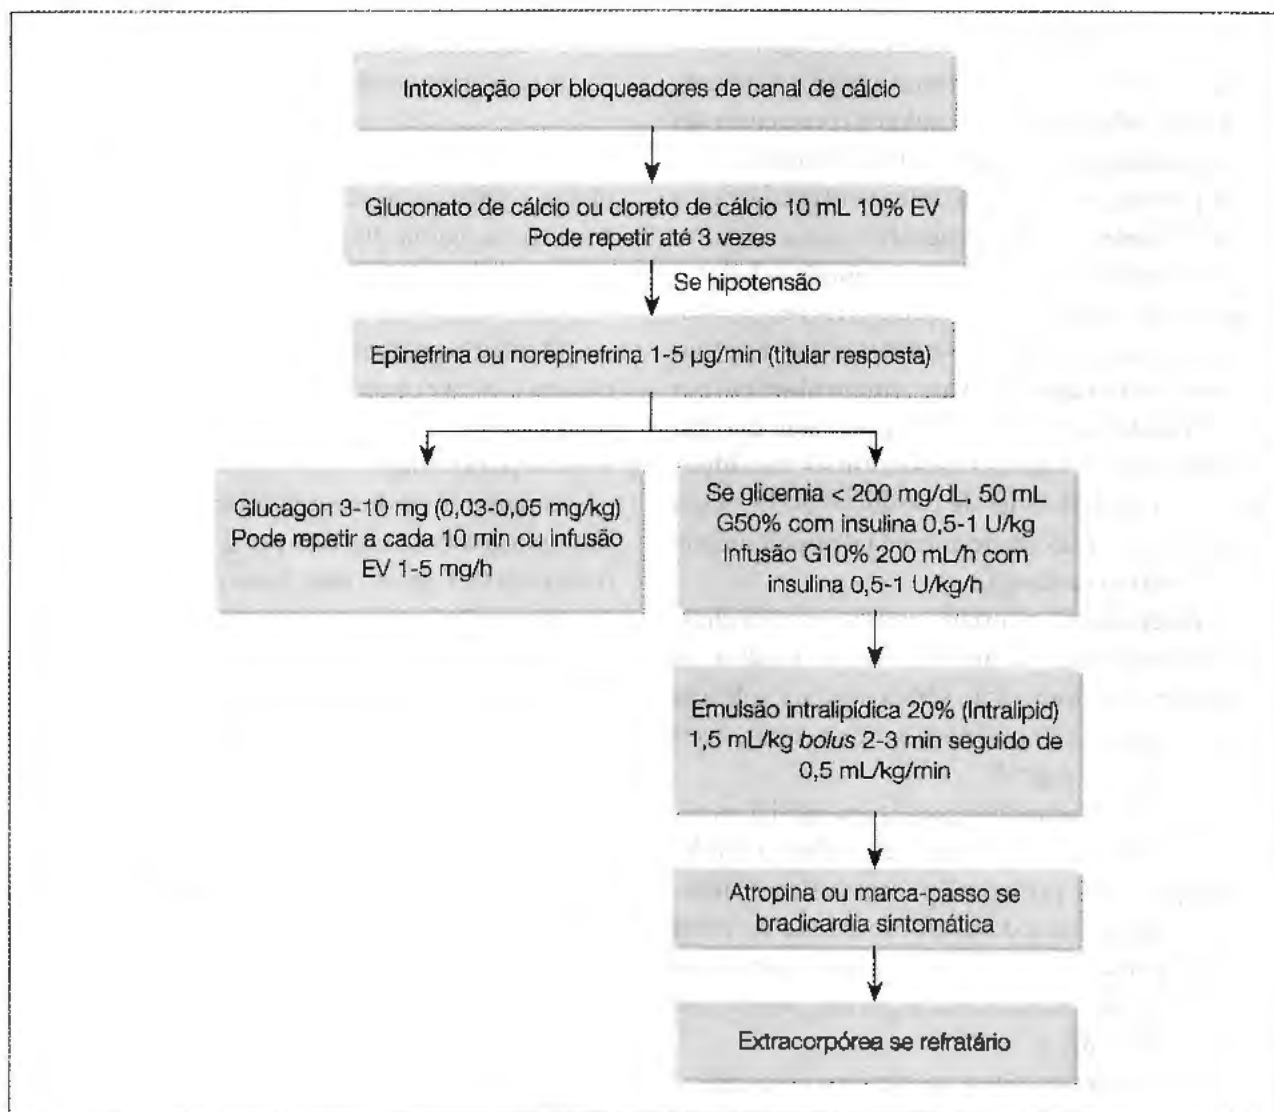 Intoxicação por bloqueadores de canal de cálcio
Gluconato de cálcio ou cloreto de cálcio 10 mL 10% EV
Pode repetir até 3 vezes
Se hipotensão
Epinefrina ou norepinefrina 1-5 µg/min (titular resposta)
Glucagon 3-10 mg (0,03-0,05 mg/kg)
Pode repetir a cada 10 min ou infusão
EV 1-5 mg/h
Se glicemia < 200 mg/dL, 50 mL
G50% com insulina 0,5-1 U/kg
Infusão G10% 200 mL/h com
insulina 0,5-1 U/kg/h
Emulsão intralipídica 20% (Intralipid)
1,5 mL/kg bolus 2-3 min seguido de
0,5 mL/kg/min
Atropina ou marca-passo se
bradicardia sintomática
Extracorpórea se refratário